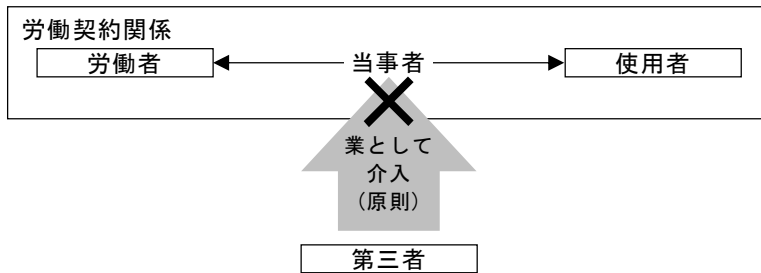 労働契約関係
労働者
当事者
使用者
業として
介入
（原則）
第三者